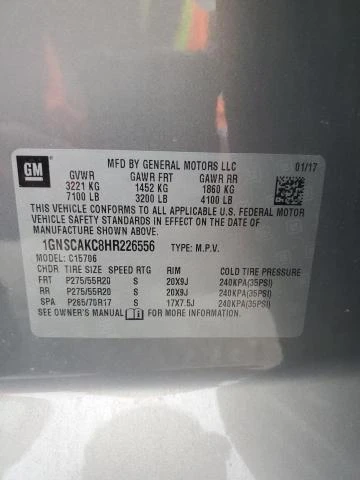 GM
MFD BY GENERAL MOTORS LLC 01/17
GVWR GAWR FRT GAWR RR
3221 KG 1452 KG 1860 KG
7100 LB 3200 LB 4100 LB
THIS VEHICLE CONFORMS TO ALL APPLICABLE U.S. FEDERAL MOTOR
VEHICLE SAFETY STANDARDS IN EFFECT ON THE DATE OF
MANUFACTURE SHOWN ABOVE.
1GNSCAKC8HR226556 TYPE: M.P.V.
MODEL: C15706
CHDR TIRE SIZE SPEED RTG RIM COLD TIRE PRESSURE
FRT P275/55R20 S 20X9J 240KPA(35PSI)
RR P275/55R20 S 20X9J 240KPA(35PSI)
SPA P265/70R17 S 17X7.5J 240KPA(35PSI)
SEE OWNER'S MANUAL FOR MORE INFORMATION.